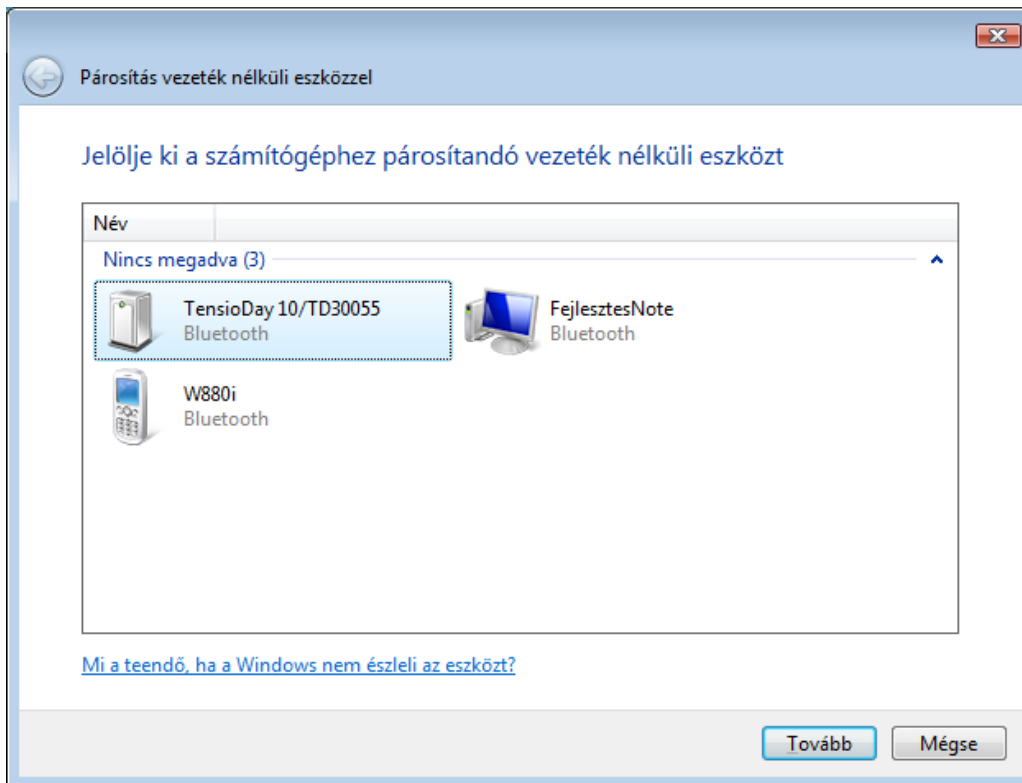 Párosítás vezeték nélküli eszközzel
Jelölje ki a számítógéphez párosítandó vezeték nélküli eszközt
Név
Nincs megadva (3)
TensioDay 10/TD30055
Bluetooth
FejlesztesNote
Bluetooth
W880i
Bluetooth
Mi a teendő, ha a Windows nem észleli az eszközt?
Tovább
Mégse